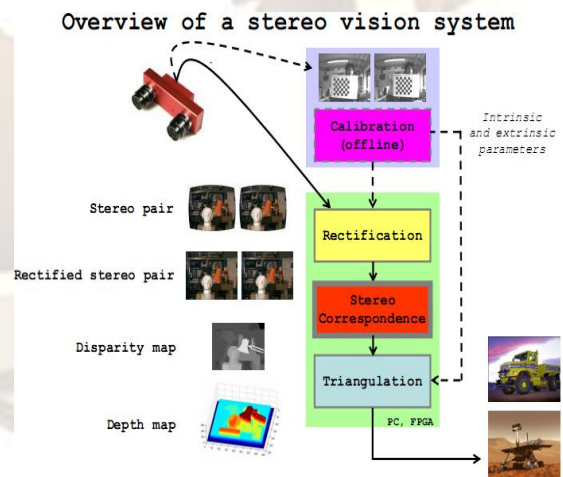 Overview of a stereo vision system
Calibration
(offline)
Intrinsic
and extrinsic
parameters
Stereo pair
Rectification
Rectified stereo pair
Stereo
Correspondence
Disparity map
Triangulation
Depth map
PC, FPGA